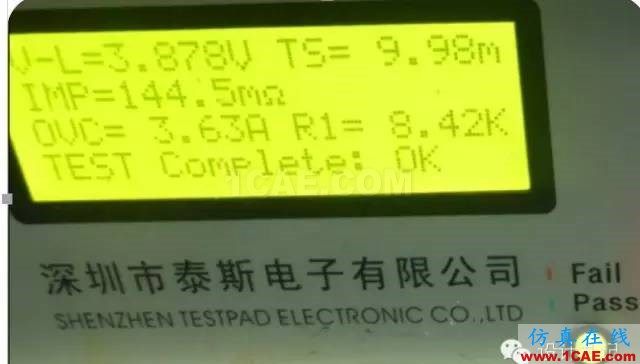 V-L=3.878V TS= 9.98m
IMP=144.5mΩ
OVC= 3.63A R1= 8.42K
TEST Complete: OK
1CAE.COM
深圳市泰斯电子有限公司
Fail
SHENZHEN TESTPAD ELECTRONIC CO.,LTD
Pass
仿真在线
www.1CAE.com